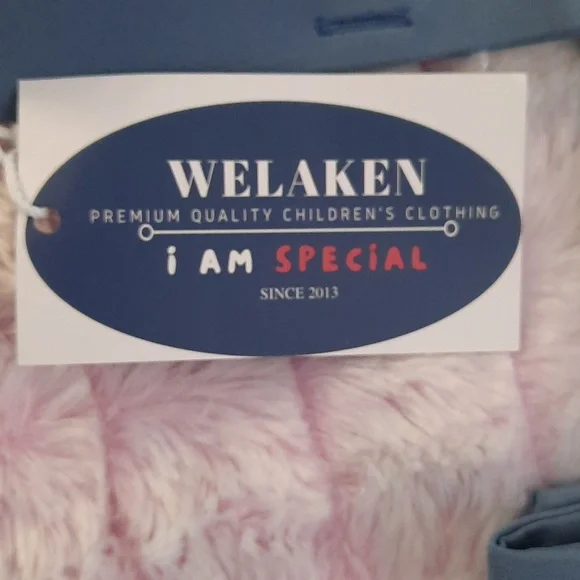 WELAKEN
PREMIUM QUALITY CHILDREN'S CLOTHING
i AM SPECiAL
SINCE 2013